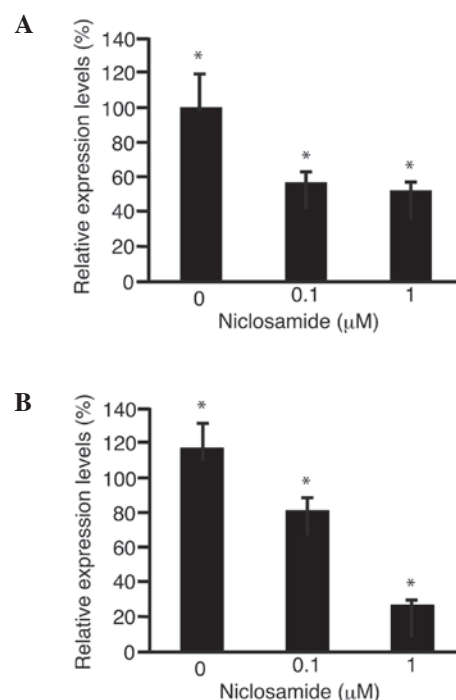 A
Relative expression levels (%)
140
120
100
80
60
40
20
0
*
*
*
0 0.1 1
Niclosamide (μM)
B
Relative expression levels (%)
140
120
100
80
60
40
20
0
*
*
*
0 0.1 1
Niclosamide (μM)